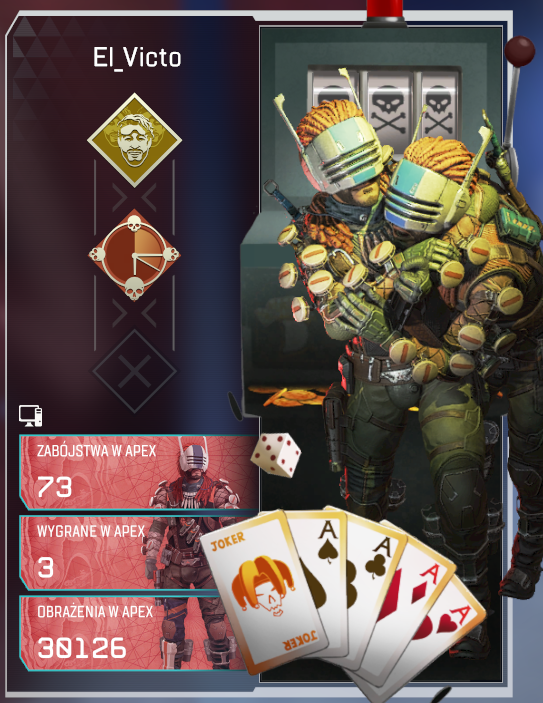 El_Victo
ZABÓJSTWA W APEX
73
WYGRANE W APEX
3
OBRAŻENIA W APEX
30126
JOKER
A
A
A
A
JOKER